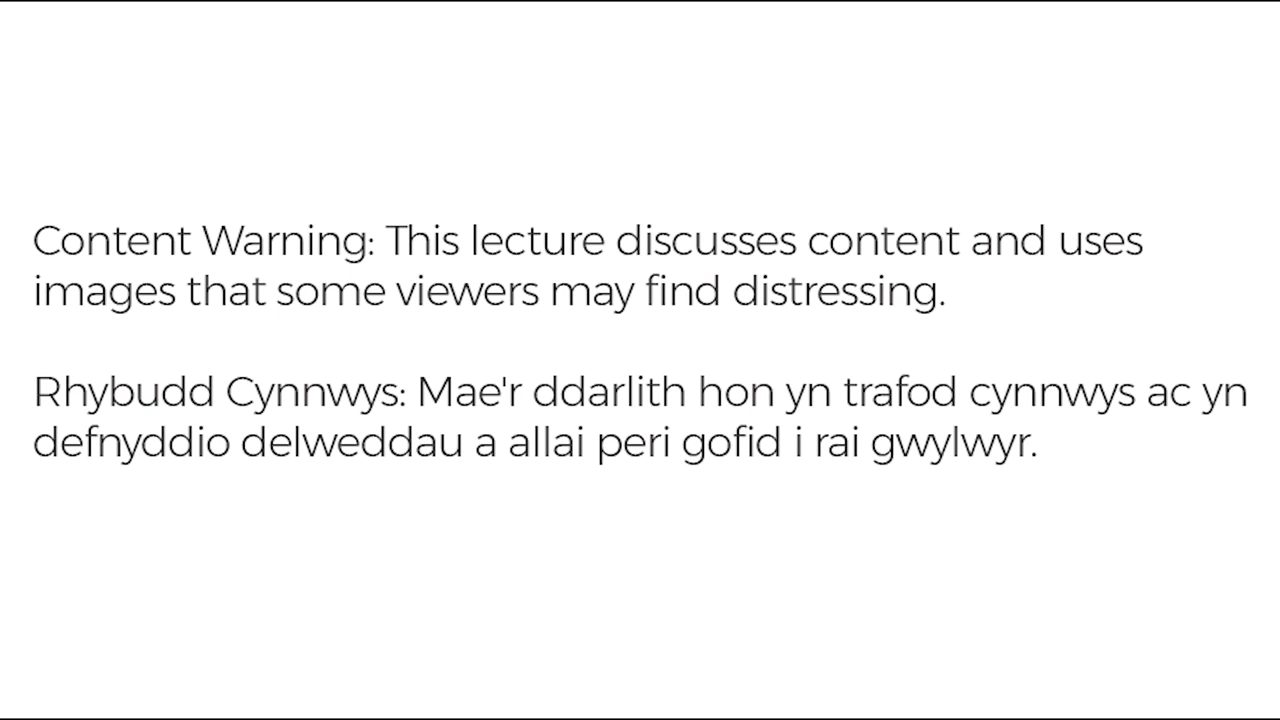 Content Warning: This lecture discusses content and uses
images that some viewers may find distressing.
Rhybudd Cynnwys: Mae'r ddarlith hon yn trafod cynnwys ac yn
defnyddio delweddau a allai peri gofid i rai gwylwyr.